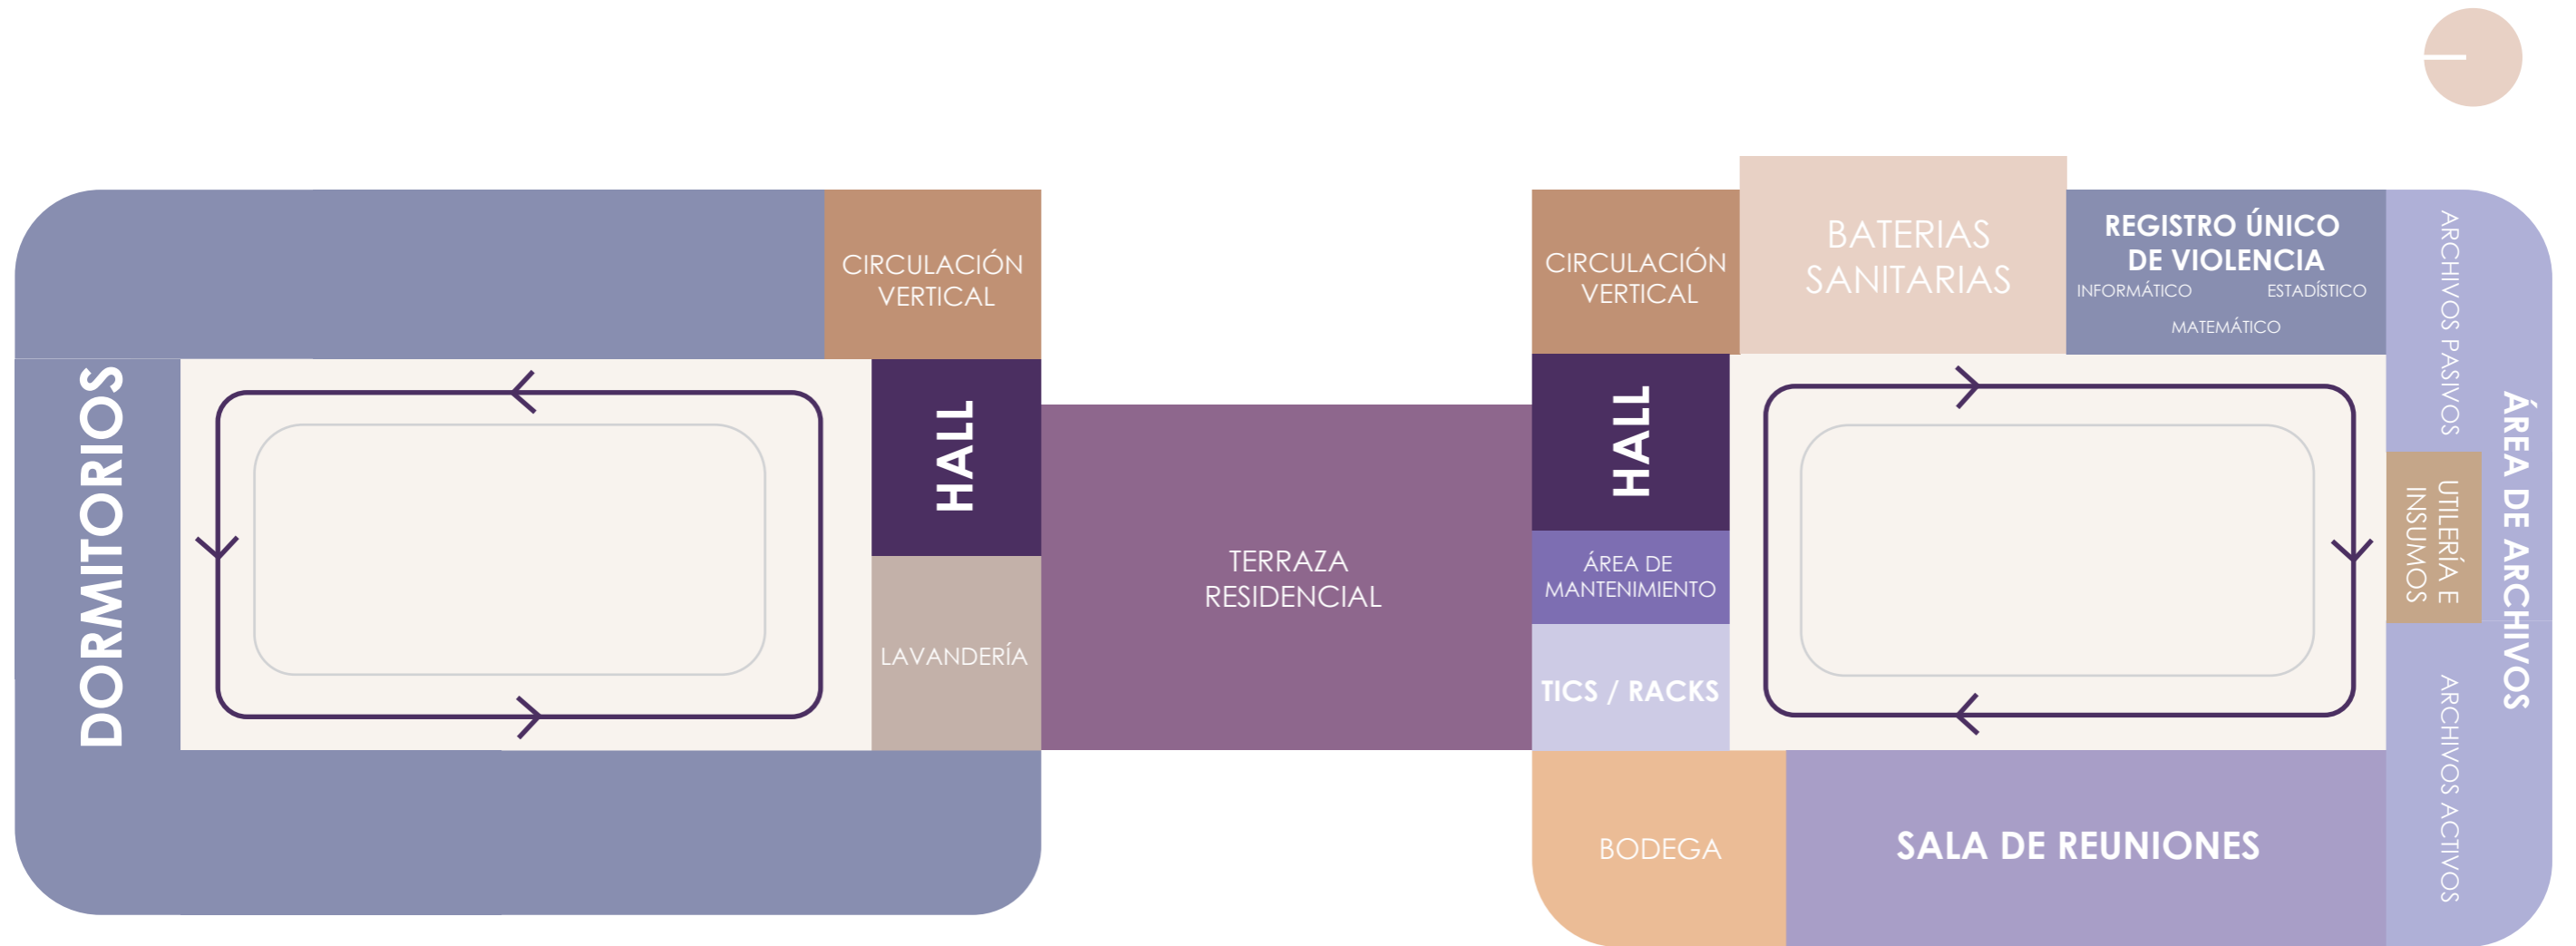 DORMITORIOS
CIRCULACIÓN
VERTICAL
HALL
LAVANDERÍA
TERRAZA
RESIDENCIAL
CIRCULACIÓN
VERTICAL
BATERIAS
SANITARIAS
REGISTRO ÚNICO
DE VIOLENCIA
INFORMÁTICO
ESTADÍSTICO
MATEMÁTICO
HALL
ÁREA DE
MANTENIMIENTO
TICS / RACKS
BODEGA
SALA DE REUNIONES
ARCHIVOS PASIVOS
UTILERÍA E
INSUMOS
ARCHIVOS ACTIVOS
ÁREA DE ARCHIVOS